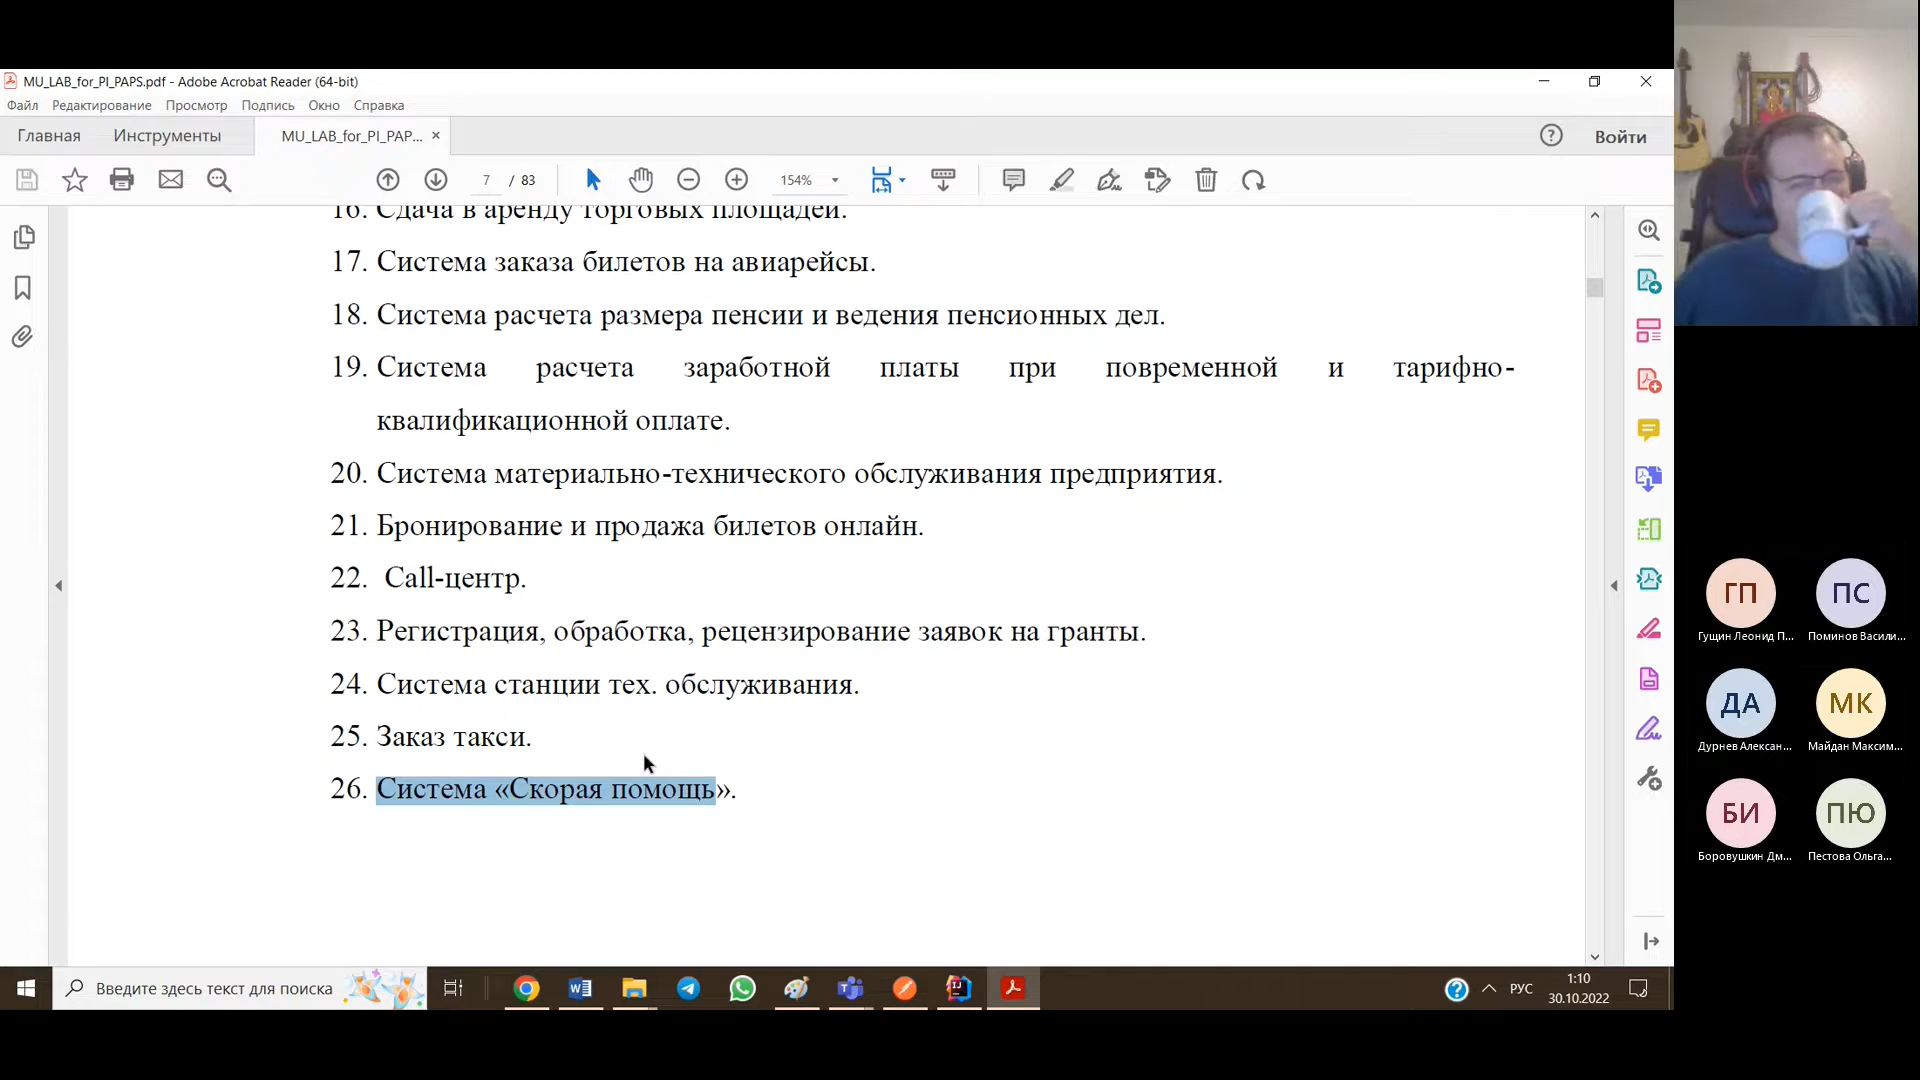 MU_LAB_for_PI_PAPS.pdf - Adobe Acrobat Reader (64-bit)
Файл Редактирование Просмотр Подпись Окно Справка
Главная Инструменты MU_LAB_for_PI_PAP... × Войти
7 / 83 154%
16. Сдача в аренду торговых площадей.
17. Система заказа билетов на авиарейсы.
18. Система расчета размера пенсии и ведения пенсионных дел.
19. Система расчета заработной платы при повременной и тарифно-
квалификационной оплате.
20. Система материально-технического обслуживания предприятия.
21. Бронирование и продажа билетов онлайн.
22. Call-центр.
23. Регистрация, обработка, рецензирование заявок на гранты.
24. Система станции тех. обслуживания.
25. Заказ такси.
26. Система «Скорая помощь».
ГП ПС
Гущин Леонид П... Поминов Васили...
ДА МК
Дурнев Алексан... Майдан Максим...
БИ ПЮ
Боровушкин Дм... Пестова Ольга...
Введите здесь текст для поиска
РУС
1:10
30.10.2022